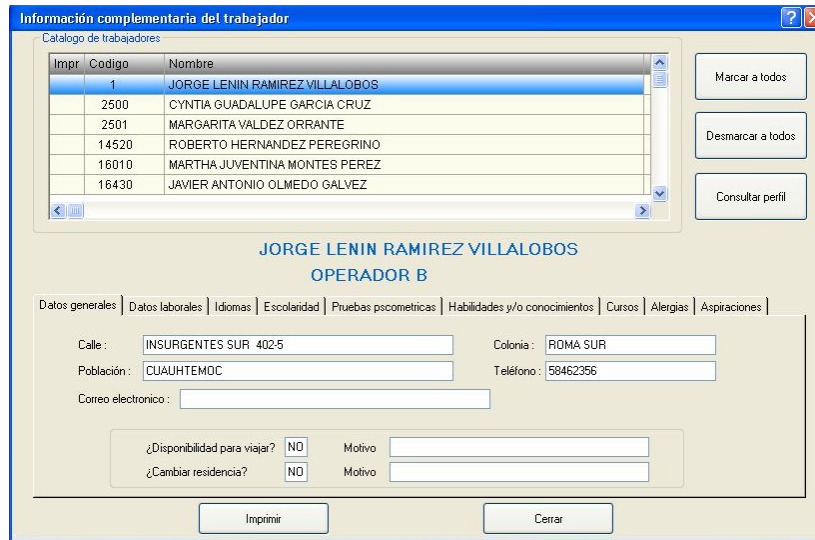 Información complementaria del trabajador
Catalogo de trabajadores
Impr Codigo Nombre
1 JORGE LENIN RAMIREZ VILLALOBOS
2500 CYNTIA GUADALUPE GARCIA CRUZ
2501 MARGARITA VALDEZ ORRANTE
14520 ROBERTO HERNANDEZ PEREGRINO
16010 MARTHA JUVENTINA MONTES PEREZ
16430 JAVIER ANTONIO OLMEDO GALVEZ
Marcar a todos
Desmarcar a todos
Consultar perfil
JORGE LENIN RAMIREZ VILLALOBOS
OPERADOR B
Datos generales Datos laborales Idiomas Escolaridad Pruebas pscometricas Habilidades y/o conocimientos Cursos Alergias Aspiraciones
Calle : INSURGENTES SUR 402-5 Colonia : ROMA SUR
Población : CUAUHTEMOC Teléfono : 58462356
Correo electronico :
¿Disponibilidad para viajar? NO Motivo
¿Cambiar residencia? NO Motivo
Imprimir Cerrar